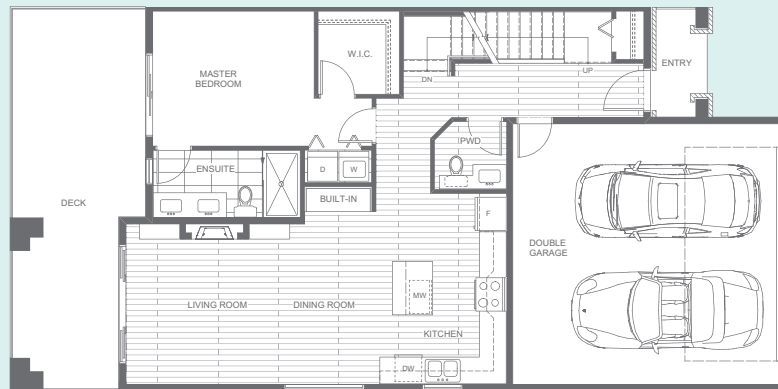 W.I.C.
ENTRY
MASTER
BEDROOM
UP
DN
PWD
ENSUITE
D
W
BUILT-IN
DECK
F
DOUBLE
GARAGE
MW
LIVING ROOM
DINING ROOM
KITCHEN
DW